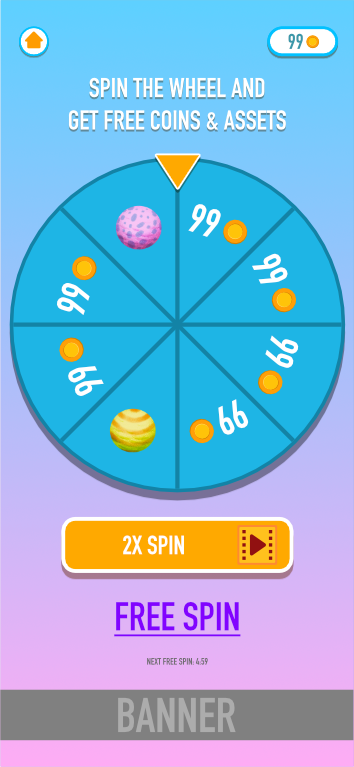 99
SPIN THE WHEEL AND
GET FREE COINS & ASSETS
99
99
99
99
99
99
2X SPIN
FREE SPIN
NEXT FREE SPIN: 4:59
BANNER